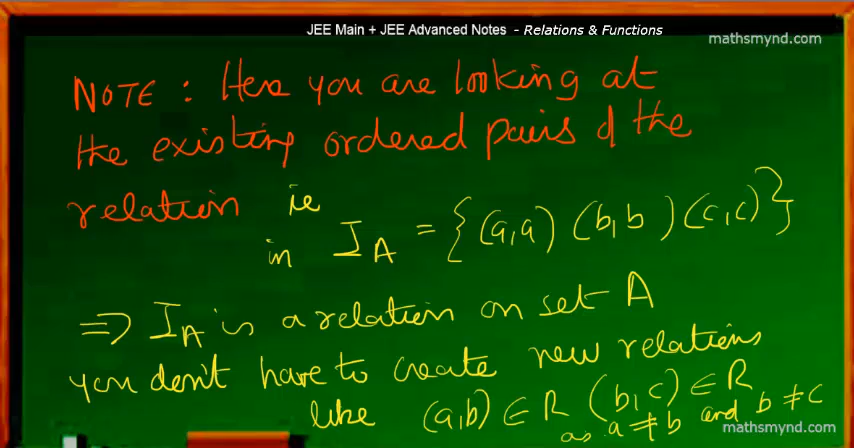 JEE Main + JEE Advanced Notes - Relations & Functions
mathsmynd.com
NOTE : Here you are looking at
the existing ordered pairs of the
relation ie
in I_A = {(a,a) (b,b) (c,c)}
⇒ I_A is a relation on set A
you don't have to create new relations
like (a,b) ∈ R (b,c) ∈ R
as a ≠ b and b ≠ c
mathsmynd.com